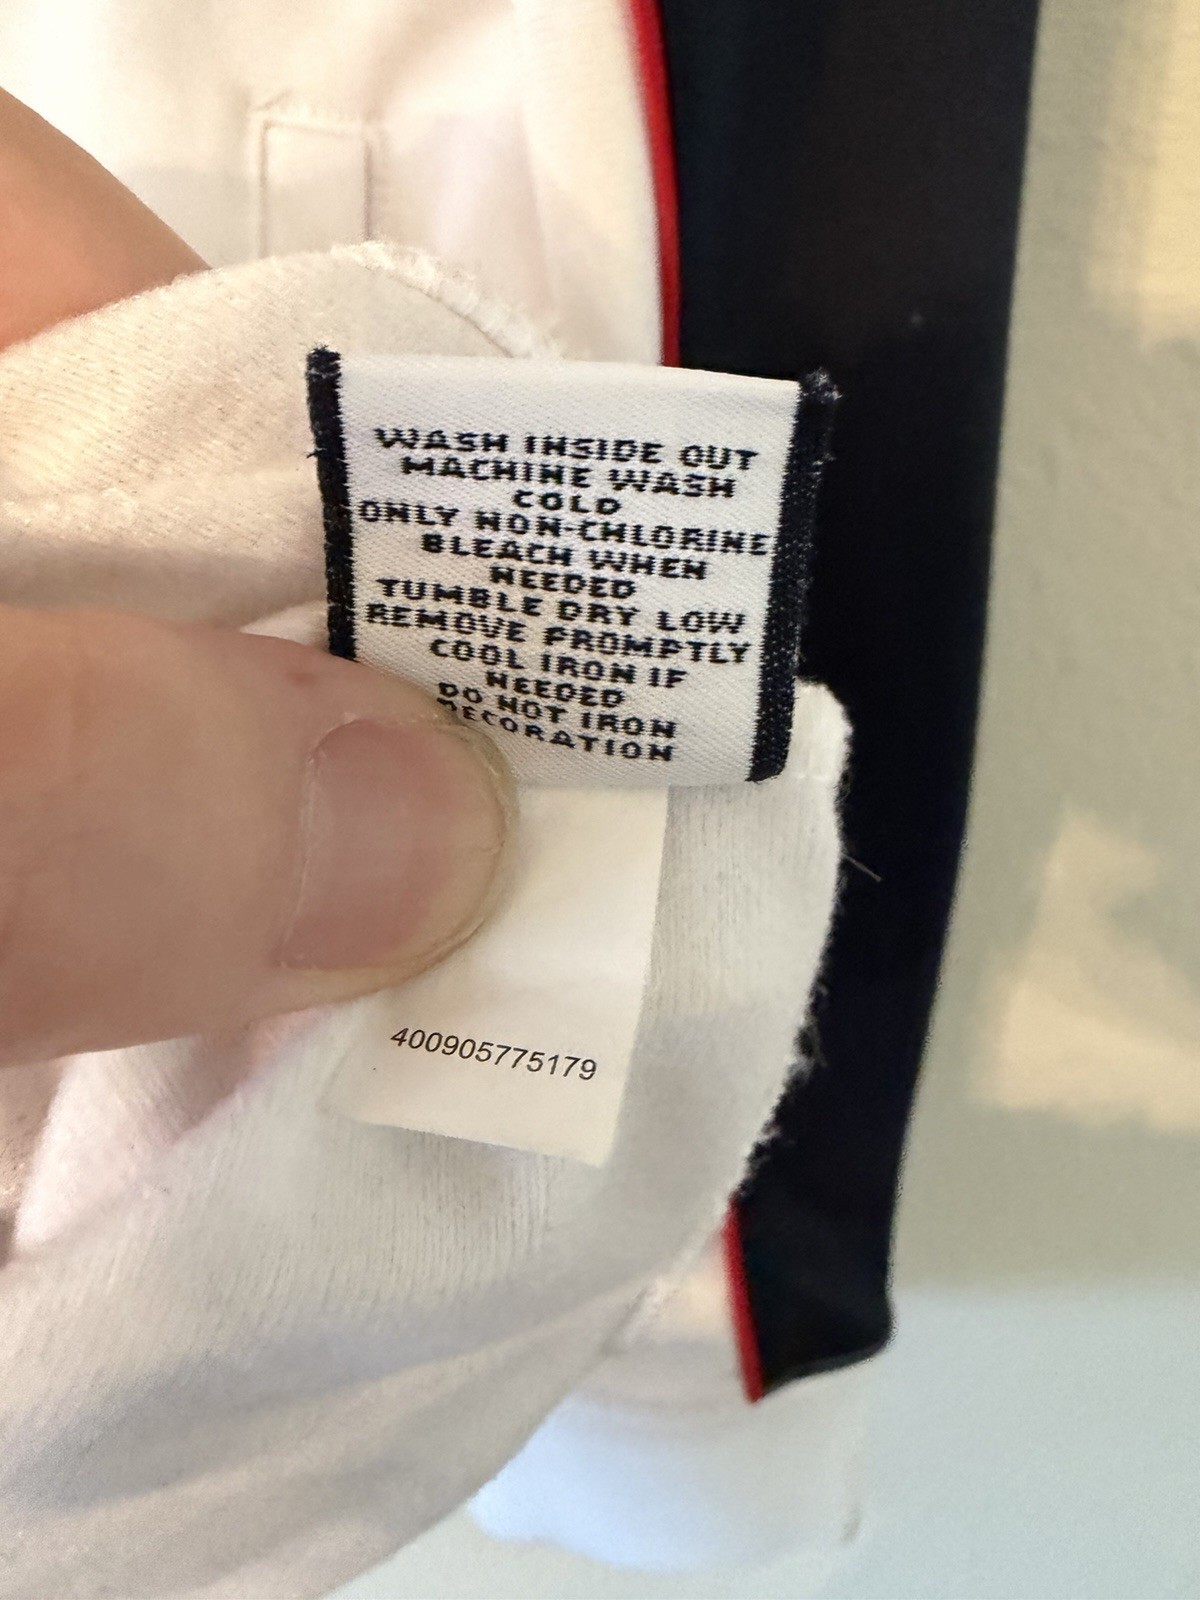 WASH INSIDE OUT
MACHINE WASH
COLD
ONLY NON-CHLORINE
BLEACH WHEN
NEEDED
TUMBLE DRY LOW
REMOVE PROMPTLY
COOL IRON IF
NEEDED
DO NOT IRON
DECORATION
400905775179